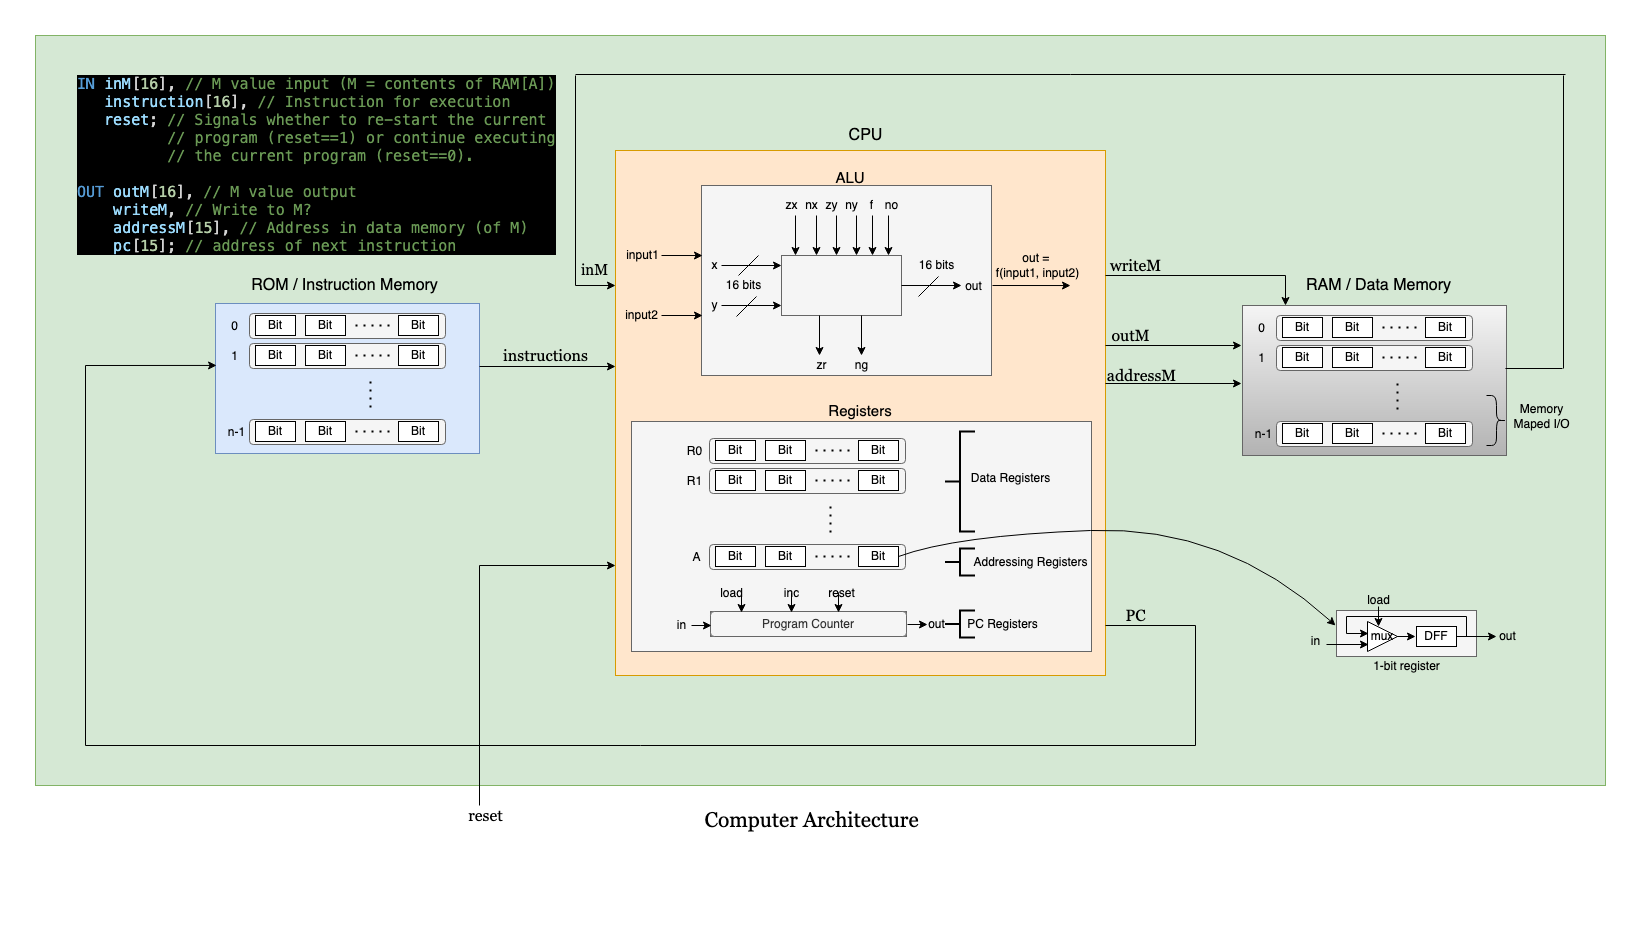 IN inM[16], // M value input (M = contents of RAM[A])
instruction[16], // Instruction for execution
reset; // Signals whether to re-start the current
// program (reset==1) or continue executing
// the current program (reset==0).
OUT outM[16], // M value output
writeM, // Write to M?
addressM[15], // Address in data memory (of M)
pc[15]; // address of next instruction
ROM / Instruction Memory
0 Bit Bit ·····Bit
1 Bit Bit ·····Bit
n-1 Bit Bit ·····Bit
instructions
inM
CPU
ALU
zx nx zy ny f no
input1
input2
x
16 bits
y
16 bits
out
zr ng
out =
f(input1, input2)
Registers
R0 Bit Bit ·····Bit
R1 Bit Bit ·····Bit
Data Registers
A Bit Bit ·····Bit
Addressing Registers
load inc reset
in Program Counter out
PC Registers
writeM
outM
addressM
PC
RAM / Data Memory
0 Bit Bit ·····Bit
1 Bit Bit ·····Bit
n-1 Bit Bit ·····Bit
Memory
Maped I/O
load
in mux DFF out
1-bit register
reset
Computer Architecture